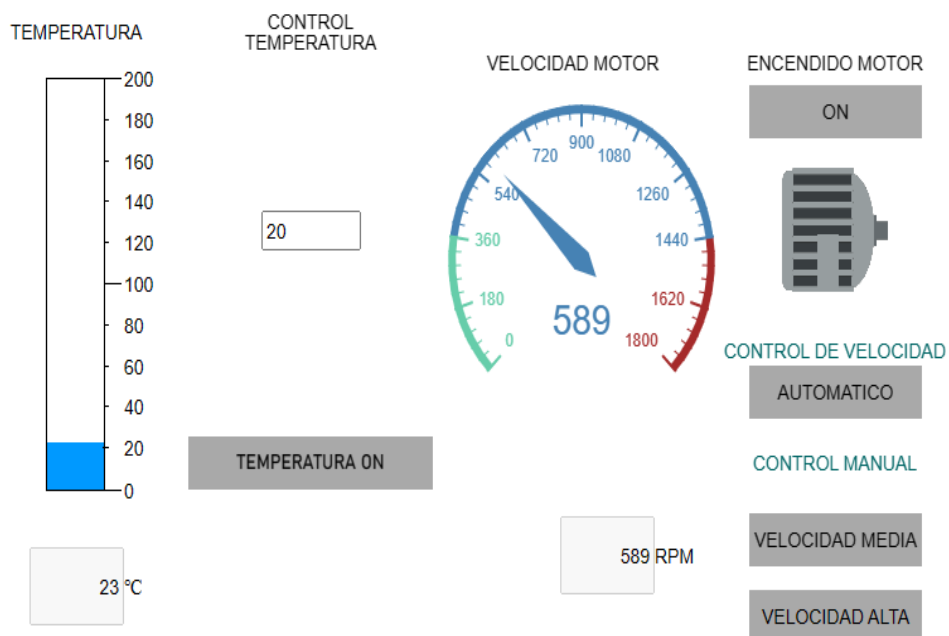 TEMPERATURA
200
180
160
140
120
100
80
60
40
20
0
23 °C
CONTROL
TEMPERATURA
20
TEMPERATURA ON
VELOCIDAD MOTOR
0
180
360
540
720
900
1080
1260
1440
1620
1800
589
589 RPM
ENCENDIDO MOTOR
ON
CONTROL DE VELOCIDAD
AUTOMATICO
CONTROL MANUAL
VELOCIDAD MEDIA
VELOCIDAD ALTA